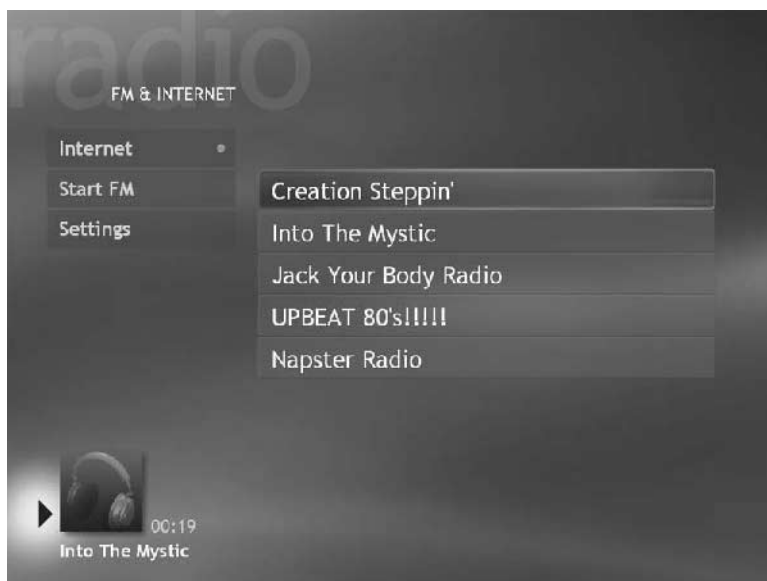 radio
FM & INTERNET
Internet
Start FM
Settings
Creation Steppin'
Into The Mystic
Jack Your Body Radio
UPBEAT 80's!!!!!
Napster Radio
00:19
Into The Mystic